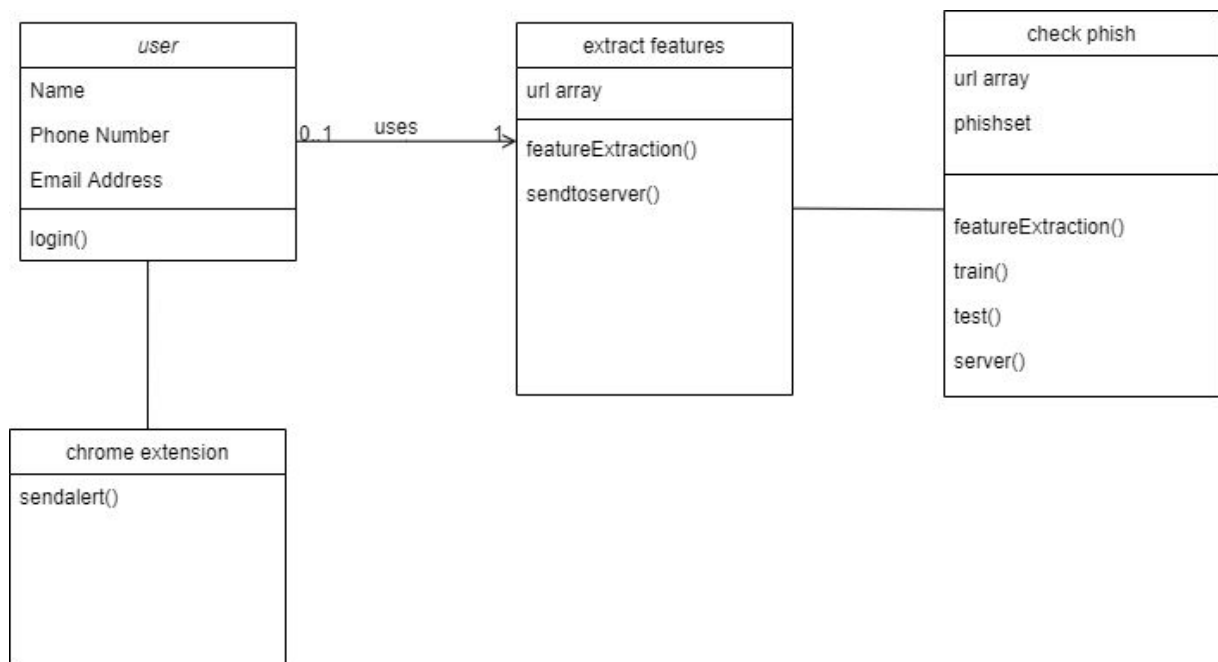 user
Name
Phone Number
Email Address
login()
0..1
uses
1
extract features
url array
featureExtraction()
sendtoserver()
check phish
url array
phishset
featureExtraction()
train()
test()
server()
chrome extension
sendalert()